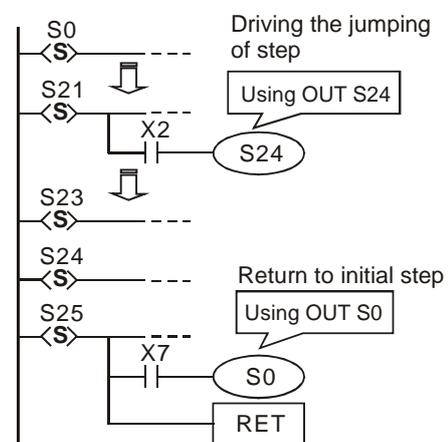 S0
S
Driving the jumping
of step
S21
S
Using OUT S24
X2
S24
S23
S
S24
S
Return to initial step
S25
S
Using OUT S0
X7
S0
RET